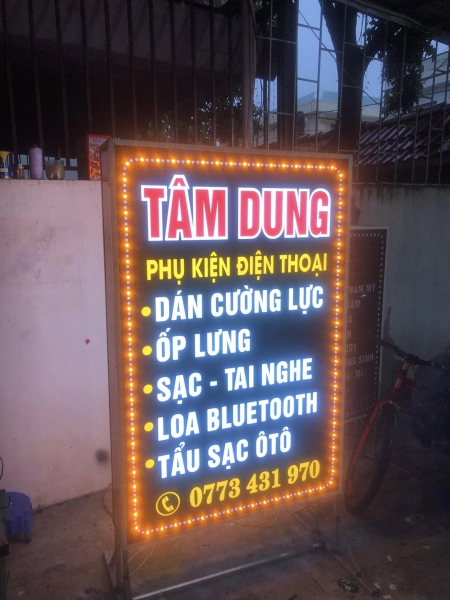 TÂM DUNG
PHỤ KIỆN ĐIỆN THOẠI
• DÁN CƯỜNG LỰC
• ỐP LƯNG
• SẠC - TAI NGHE
• LOA BLUETOOTH
• TẨU SẠC ÔTÔ
0773 431 970